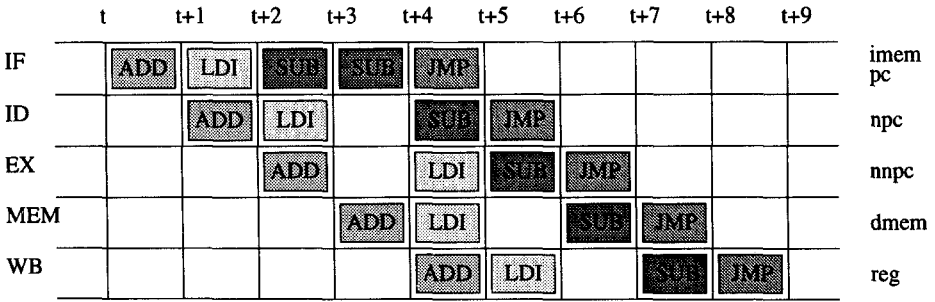 t t+1 t+2 t+3 t+4 t+5 t+6 t+7 t+8 t+9
IF ADD LDI SUB SUB JMP imem
pc
ID ADD LDI SUB JMP npc
EX ADD LDI SUB JMP nnpc
MEM ADD LDI SUB JMP dmem
WB ADD LDI SUB JMP reg